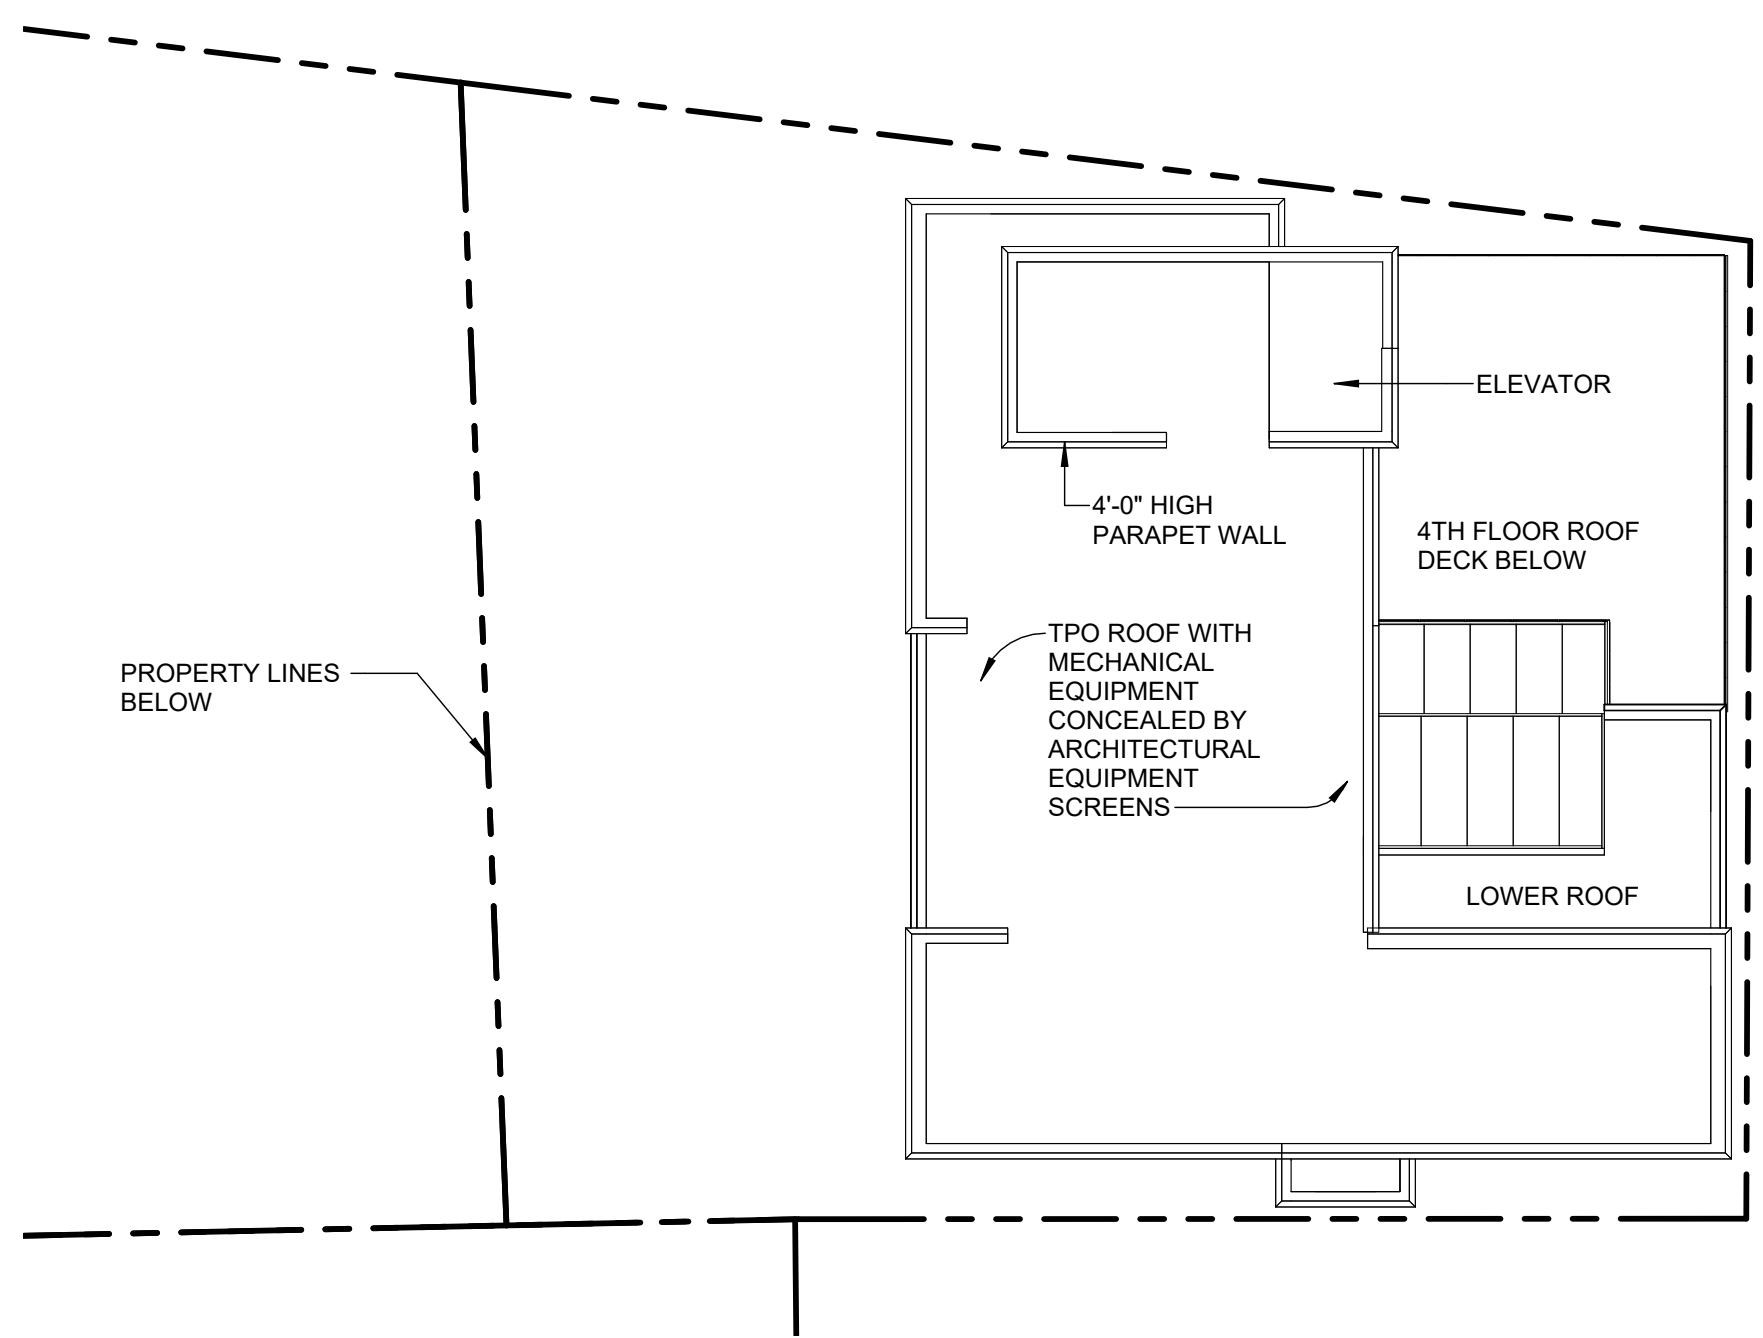 ELEVATOR
4'-0" HIGH
PARAPET WALL
4TH FLOOR ROOF
DECK BELOW
TPO ROOF WITH
MECHANICAL
EQUIPMENT
CONCEALED BY
ARCHITECTURAL
EQUIPMENT
SCREENS
PROPERTY LINES
BELOW
LOWER ROOF